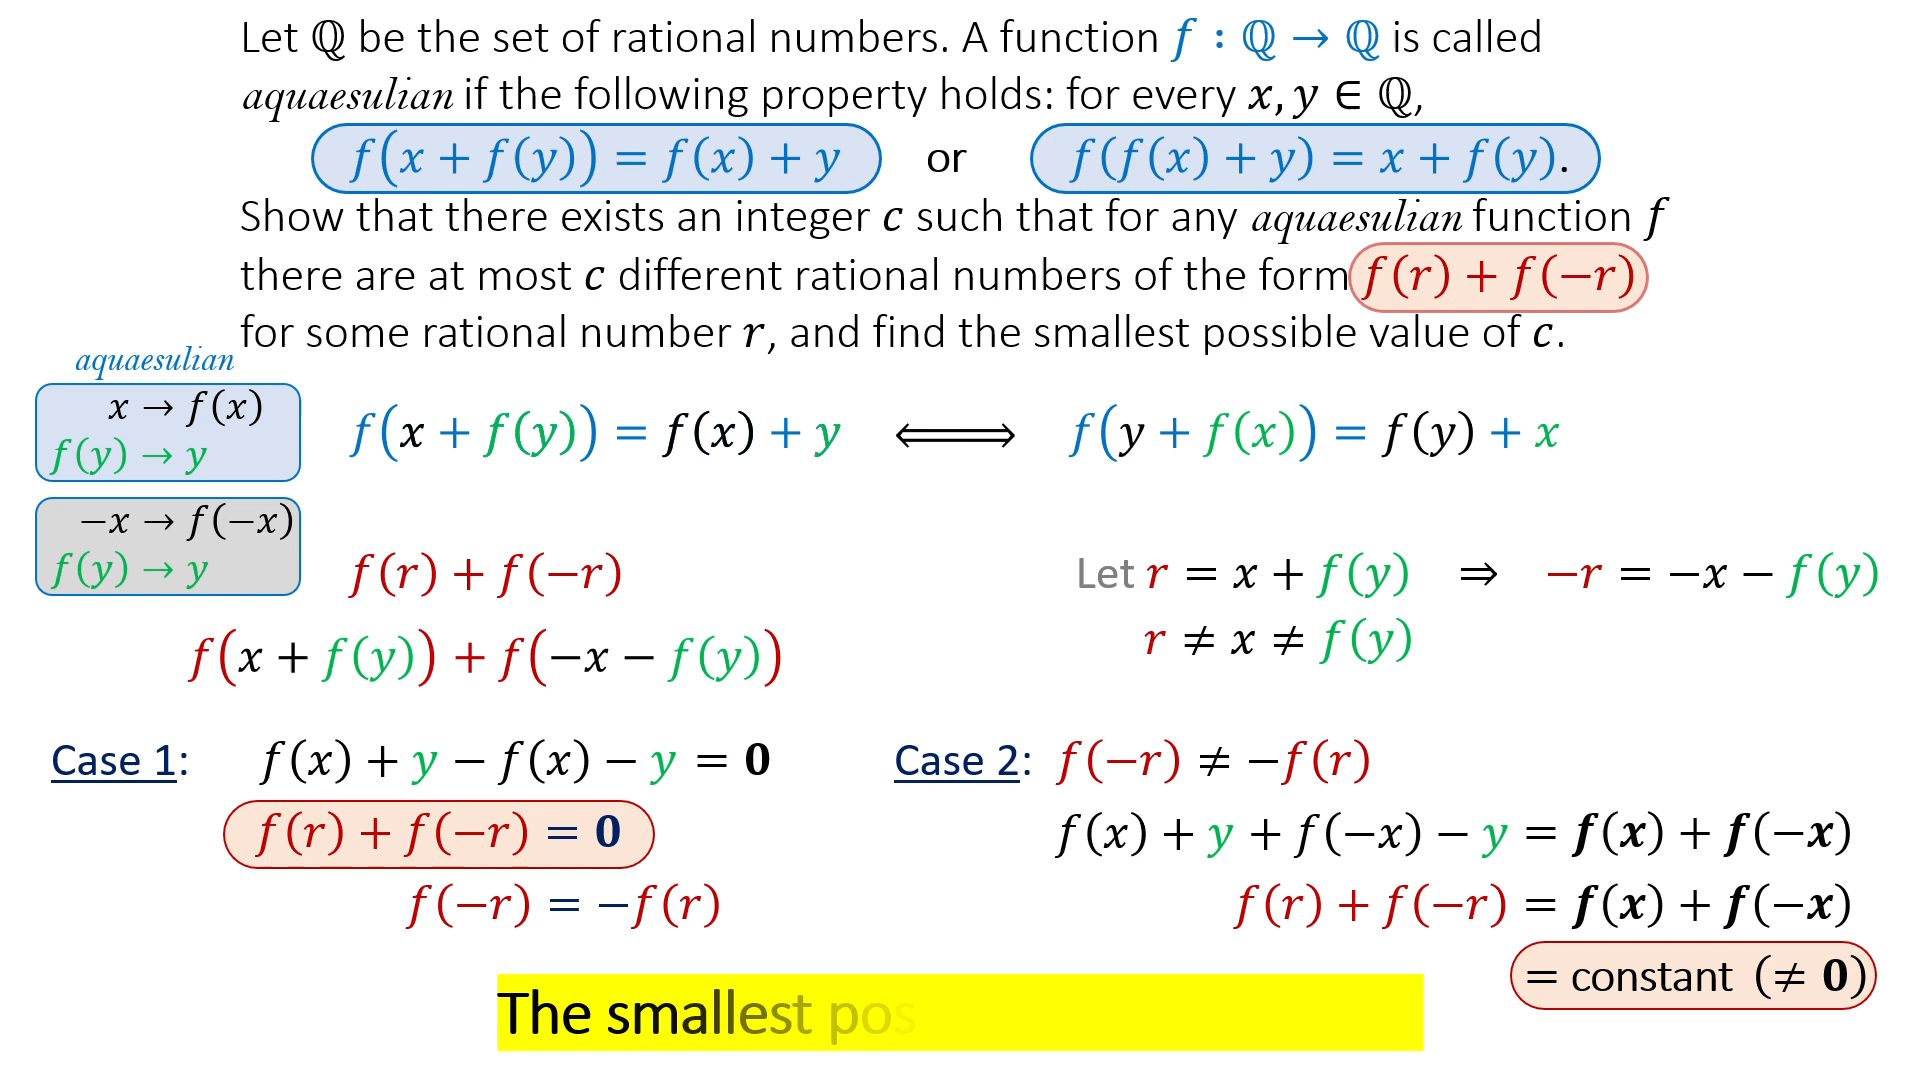 Let ℚ be the set of rational numbers. A function f : ℚ → ℚ is called
aquaesulian if the following property holds: for every x, y ∈ ℚ,
f(x + f(y)) = f(x) + y or f(f(x) + y) = x + f(y).
Show that there exists an integer c such that for any aquaesulian function f
there are at most c different rational numbers of the form f(r) + f(−r)
for some rational number r, and find the smallest possible value of c.
aquaesulian
x → f(x)
f(y) → y
f(x + f(y)) = f(x) + y ⟺ f(y + f(x)) = f(y) + x
−x → f(−x)
f(y) → y
f(r) + f(−r)
Let r = x + f(y) ⇒ −r = −x − f(y)
r ≠ x ≠ f(y)
f(x + f(y)) + f(−x − f(y))
Case 1: f(x) + y − f(x) − y = 0
f(r) + f(−r) = 0
f(−r) = −f(r)
Case 2: f(−r) ≠ −f(r)
f(x) + y + f(−x) − y = f(x) + f(−x)
f(r) + f(−r) = f(x) + f(−x)
= constant (≠ 0)
The smallest pos